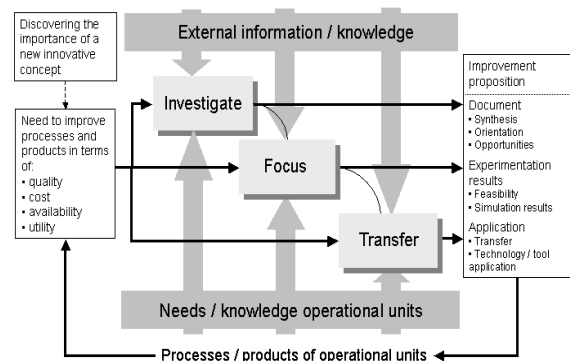 Discovering the
importance of a
new innovative
concept
External information / knowledge
Need to improve
processes and
products in terms
of:
▪ quality
▪ cost
▪ availability
▪ utility
Investigate
Focus
Transfer
Improvement
proposition
Document
▪ Synthesis
▪ Orientation
▪ Opportunities
Experimentation
results
▪ Feasibility
▪ Simulation results
Application
▪ Transfer
▪ Technology / tool
application
Needs / knowledge operational units
Processes / products of operational units